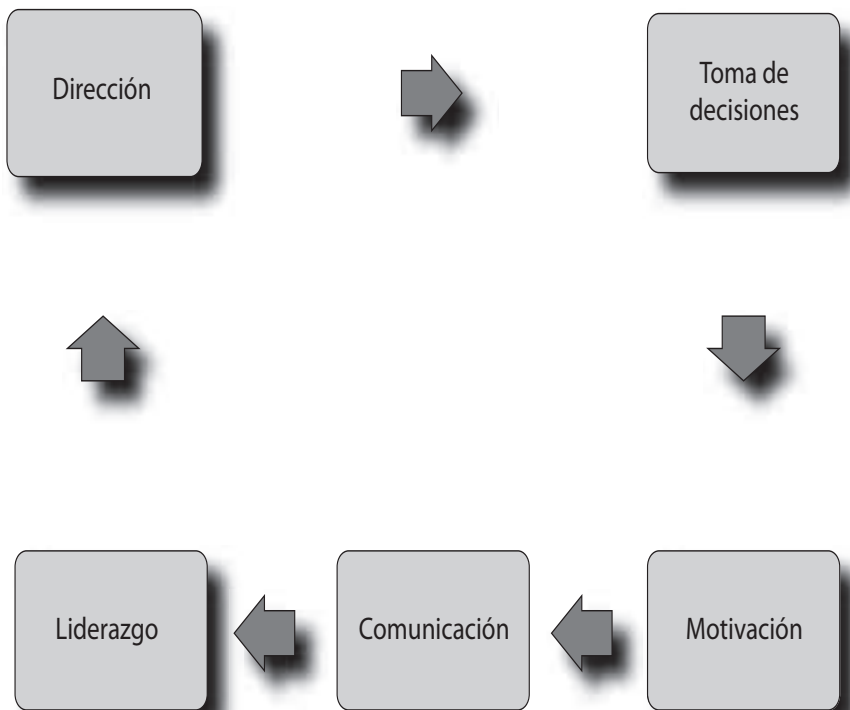 Dirección
Toma de
decisiones
Liderazgo
Comunicación
Motivación